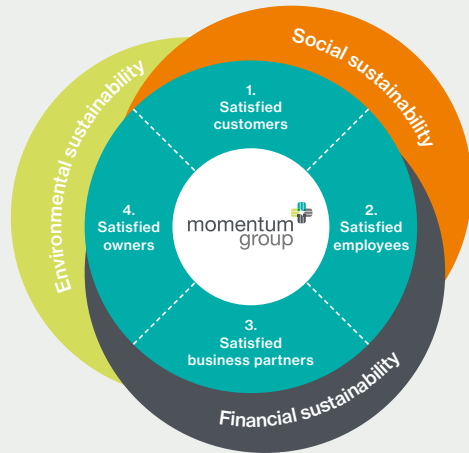 Environmental sustainability
Social sustainability
1.
Satisfied
customers
4.
Satisfied
owners
momentum
group
2.
Satisfied
employees
3.
Satisfied
business partners
Financial sustainability